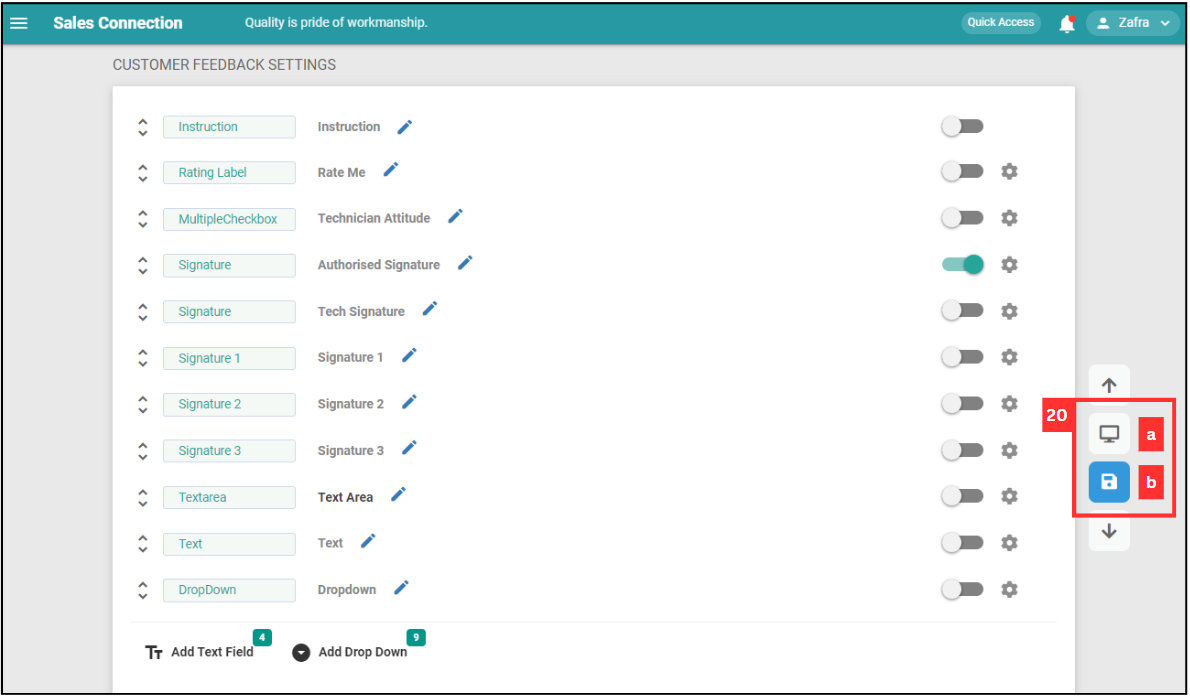 Sales Connection Quality is pride of workmanship. Quick Access Zafra
CUSTOMER FEEDBACK SETTINGS
Instruction Instruction
Rating Label Rate Me
MultipleCheckbox Technician Attitude
Signature Authorised Signature
Signature Tech Signature
Signature 1 Signature 1
Signature 2 Signature 2
20
a
Signature 3 Signature 3
b
Textarea Text Area
Text Text
DropDown Dropdown
4 9
Tт Add Text Field Add Drop Down